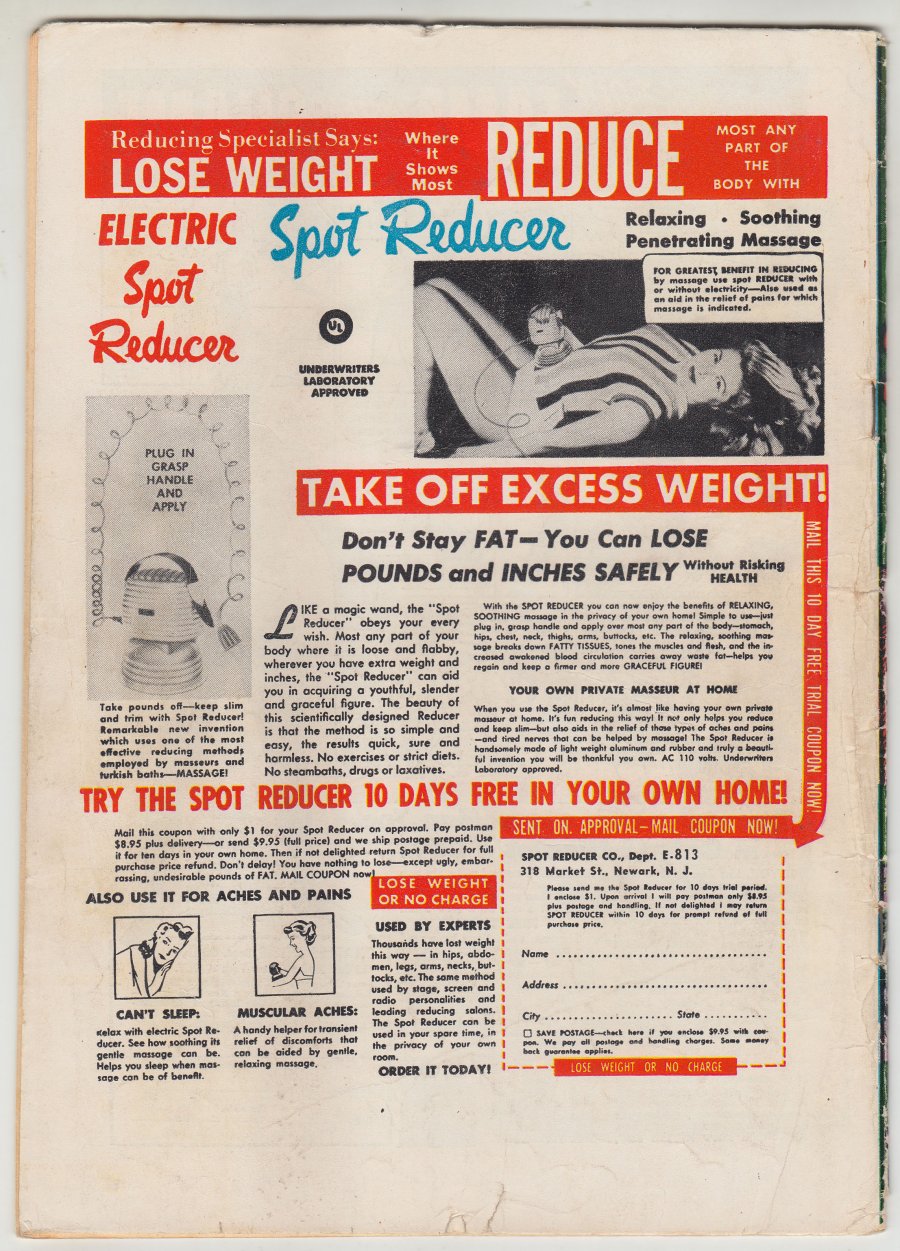 Reducing Specialist Says:
LOSE WEIGHT
Where
It
Shows
Most
REDUCE
MOST ANY
PART OF
THE
BODY WITH
ELECTRIC
Spot
Reducer
Spot Reducer
Relaxing • Soothing
Penetrating Massage
UL
UNDERWRITERS
LABORATORY
APPROVED
FOR GREATEST BENEFIT IN REDUCING
by massage use spot REDUCER with
or without electricity—Also used as
an aid in the relief of pains for which
massage is indicated.
PLUG IN
GRASP
HANDLE
AND
APPLY
Take pounds off—keep slim
and trim with Spot Reducer!
Remarkable new invention
which uses one of the most
effective reducing methods
employed by masseurs and
turkish baths—MASSAGE!
TAKE OFF EXCESS WEIGHT!
Don't Stay FAT—You Can LOSE
POUNDS and INCHES SAFELY Without Risking
HEALTH
LIKE a magic wand, the "Spot
Reducer" obeys your every
wish. Most any part of your
body where it is loose and flabby,
wherever you have extra weight and
inches, the "Spot Reducer" can aid
you in acquiring a youthful, slender
and graceful figure. The beauty of
this scientifically designed Reducer
is that the method is so simple and
easy, the results quick, sure and
harmless. No exercises or strict diets.
No steambaths, drugs or laxatives.
With the SPOT REDUCER you can now enjoy the benefits of RELAXING,
SOOTHING massage in the privacy of your own home! Simple to use—just
plug in, grasp handle and apply over most any part of the body—stomach,
hips, chest, neck, thighs, arms, buttocks, etc. The relaxing, soothing mas-
sage breaks down FATTY TISSUES, tones the muscles and flesh, and the in-
creased awakened blood circulation carries away waste fat—helps you
regain and keep a firmer and more GRACEFUL FIGURE!
YOUR OWN PRIVATE MASSEUR AT HOME
When you use the Spot Reducer, it's almost like having your own private
masseur at home. It's fun reducing this way! It not only helps you reduce
and keep slim—but also aids in the relief of those types of aches and pains
—and tired nerves that can be helped by massage! The Spot Reducer is
handsomely made of light weight aluminum and rubber and truly a beauti-
ful invention you will be thankful you own. AC 110 volts. Underwriters
Laboratory approved.
MAIL THIS 10 DAY FREE TRIAL COUPON NOW!
TRY THE SPOT REDUCER 10 DAYS FREE IN YOUR OWN HOME!
Mail this coupon with only $1 for your Spot Reducer on approval. Pay postman
$8.95 plus delivery—or send $9.95 (full price) and we ship postage prepaid. Use
it for ten days in your own home. Then if not delighted return Spot Reducer for full
purchase price refund. Don't delay! You have nothing to lose—except ugly, embar-
rassing, undesirable pounds of FAT. MAIL COUPON now!
ALSO USE IT FOR ACHES AND PAINS
CAN'T SLEEP:
Relax with electric Spot Re-
ducer. See how soothing its
gentle massage can be.
Helps you sleep when mas-
sage can be of benefit.
MUSCULAR ACHES:
A handy helper for transient
relief of discomforts that
can be aided by gentle,
relaxing massage.
LOSE WEIGHT
OR NO CHARGE
USED BY EXPERTS
Thousands have lost weight
this way — in hips, abdo-
men, legs, arms, necks, but-
tocks, etc. The same method
used by stage, screen and
radio personalities and
leading reducing salons.
The Spot Reducer can be
used in your spare time, in
the privacy of your own
room.
ORDER IT TODAY!
SENT ON APPROVAL—MAIL COUPON NOW!
SPOT REDUCER CO., Dept. E-813
318 Market St., Newark, N. J.
Please send me the Spot Reducer for 10 days trial period.
I enclose $1. Upon arrival I will pay postman only $8.95
plus postage and handling. If not delighted I may return
SPOT REDUCER within 10 days for prompt refund of full
purchase price.
Name
Address
City State
SAVE POSTAGE—check here if you enclose $9.95 with cou-
pon. We pay all postage and handling charges. Same money
back guarantee applies.
LOSE WEIGHT OR NO CHARGE